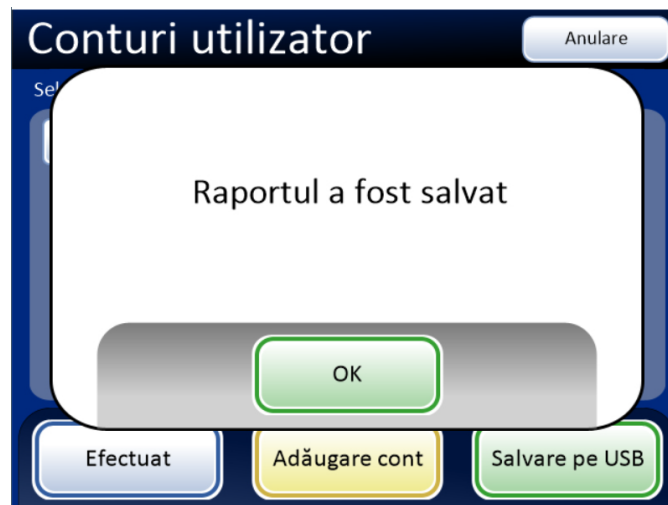 Conturi utilizator
Anulare
Raportul a fost salvat
OK
Efectuat
Adăugare cont
Salvare pe USB